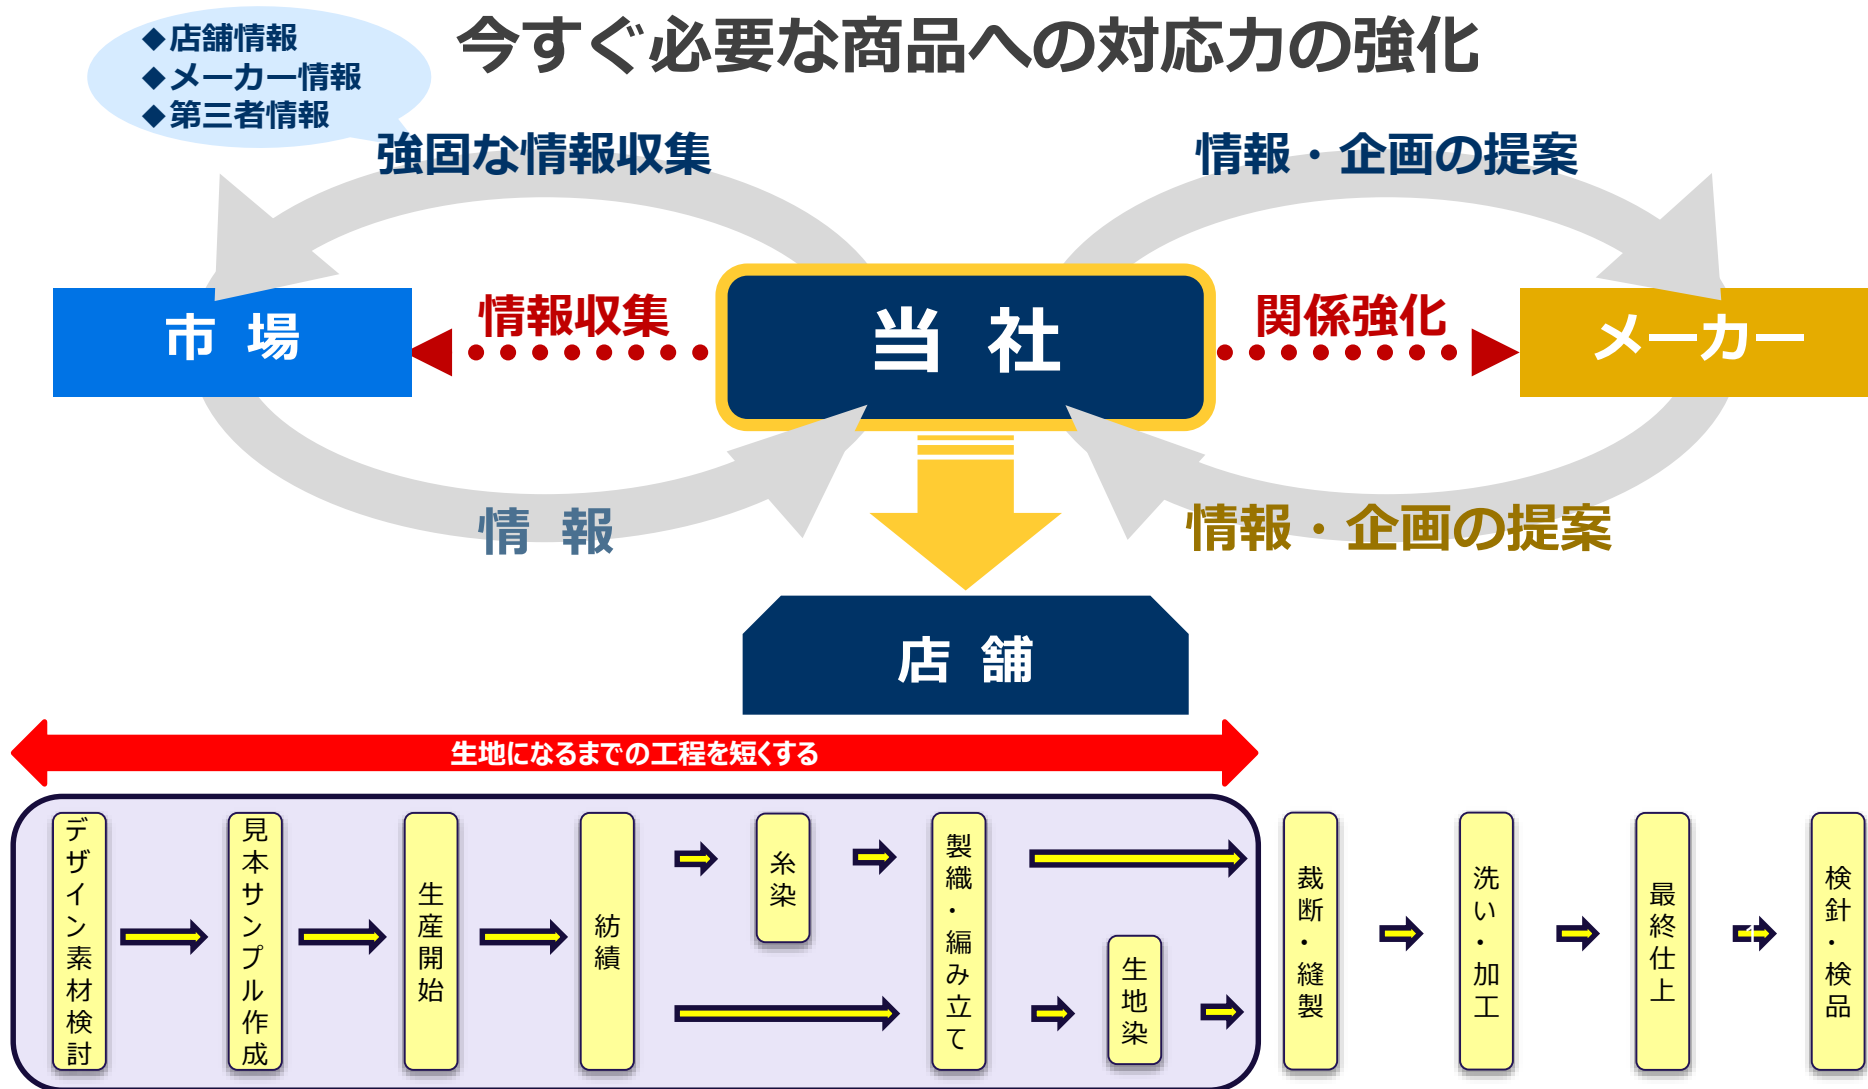 今すぐ必要な商品への対応力の強化
◆店舗情報
◆メーカー情報
◆第三者情報
強固な情報収集
情報・企画の提案
市 場
情報収集
当 社
関係強化
メーカー
情 報
情報・企画の提案
店 舗
生地になるまでの工程を短くする
デザイン素材検討
見本サンプル作成
生産開始
紡績
糸染
製織・編み立て
生地染
裁断・縫製
洗い・加工
最終仕上
検針・検品